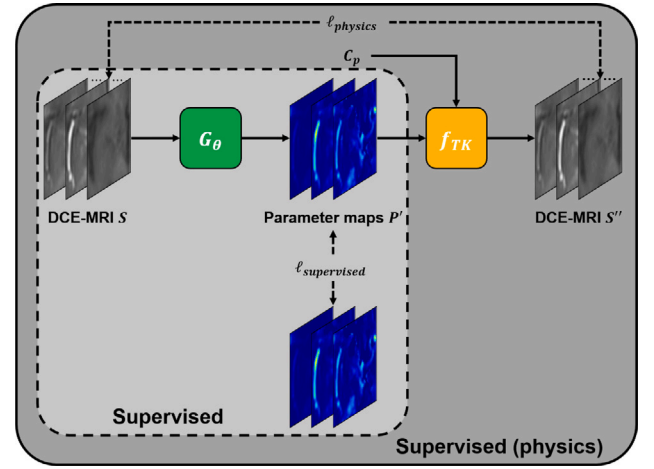 ℓ_physics
C_p
G_θ
f_TK
DCE-MRI S
Parameter maps P′
DCE-MRI S″
ℓ_supervised
Supervised
Supervised (physics)